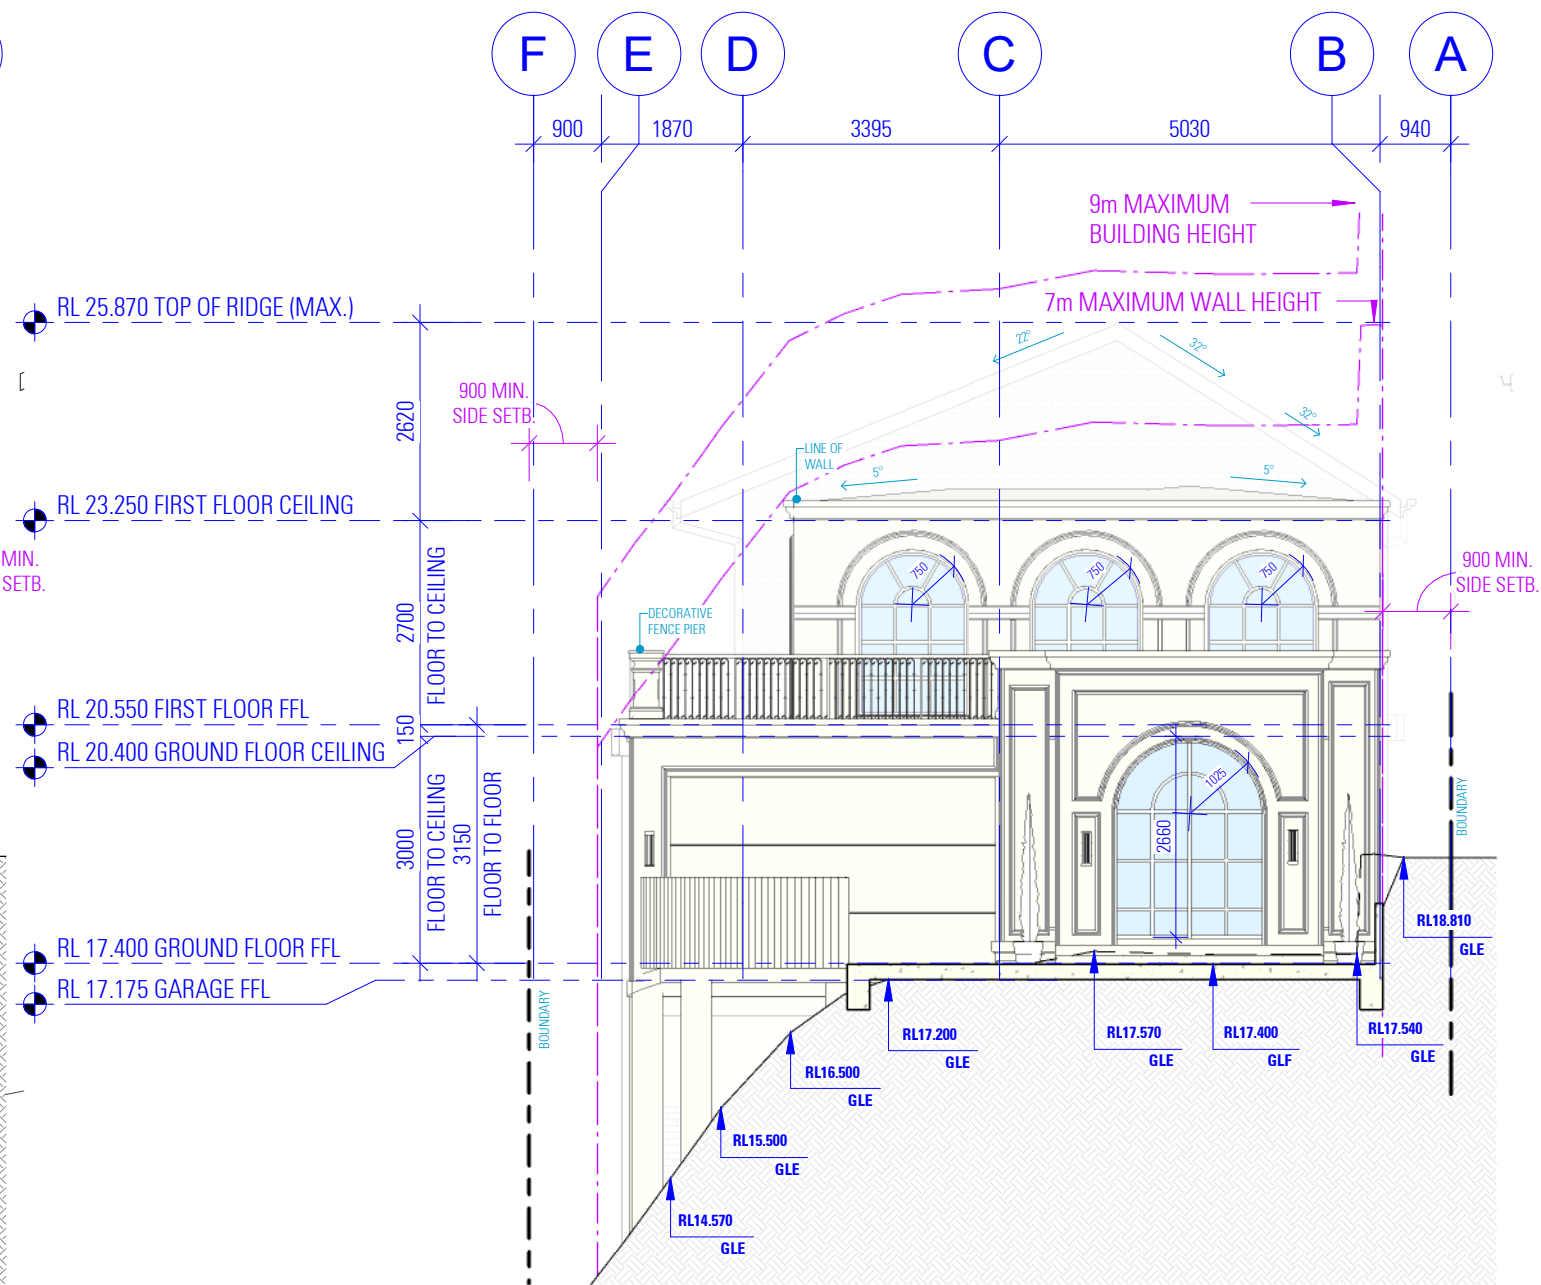 F
E
D
C
B
A
900
1870
3395
5030
940
9m MAXIMUM
BUILDING HEIGHT
7m MAXIMUM WALL HEIGHT
RL 25.870 TOP OF RIDGE (MAX.)
22°
32°
32°
900 MIN.
SIDE SETB.
2620
LINE OF
WALL
5°
5°
RL 23.250 FIRST FLOOR CEILING
MIN.
SETB.
900 MIN.
SIDE SETB.
750
750
750
2700
FLOOR TO CEILING
DECORATIVE
FENCE PIER
RL 20.550 FIRST FLOOR FFL
150
RL 20.400 GROUND FLOOR CEILING
3000
FLOOR TO CEILING
3150
FLOOR TO FLOOR
1025
2660
BOUNDARY
RL18.810
GLE
RL 17.400 GROUND FLOOR FFL
RL 17.175 GARAGE FFL
BOUNDARY
RL17.200
GLE
RL17.570
GLE
RL17.400
GLF
RL17.540
GLE
RL16.500
GLE
RL15.500
GLE
RL14.570
GLE